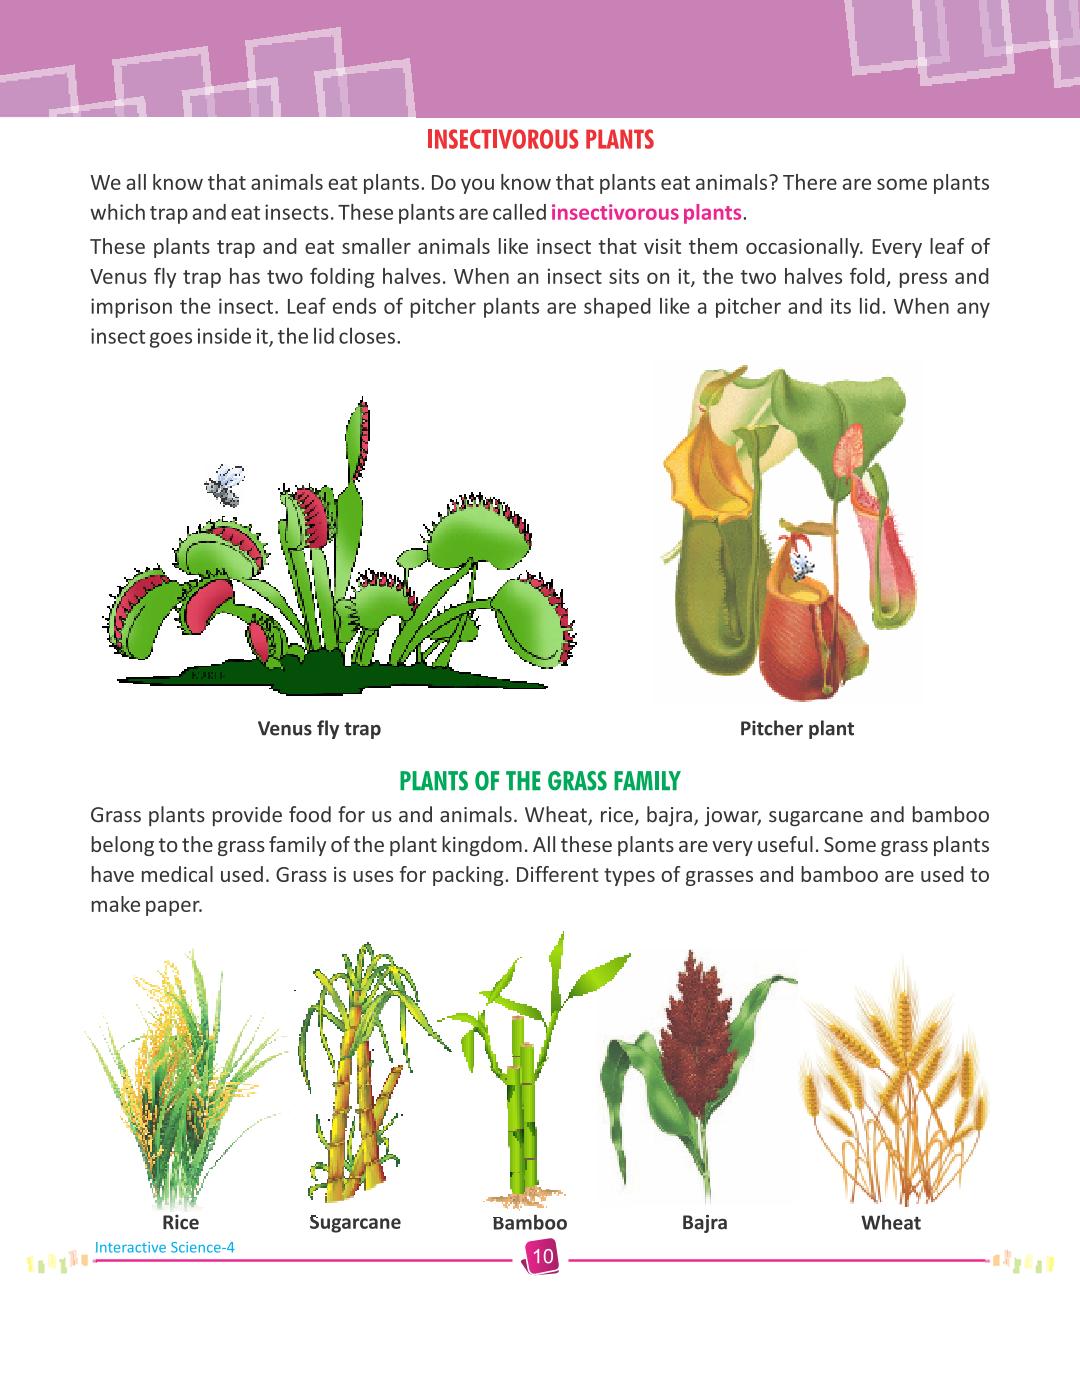 INSECTIVOROUS PLANTS
We all know that animals eat plants. Do you know that plants eat animals? There are some plants
which trap and eat insects. These plants are called insectivorous plants.
These plants trap and eat smaller animals like insect that visit them occasionally. Every leaf of
Venus fly trap has two folding halves. When an insect sits on it, the two halves fold, press and
imprison the insect. Leaf ends of pitcher plants are shaped like a pitcher and its lid. When any
insect goes inside it, the lid closes.
Venus fly trap
Pitcher plant
PLANTS OF THE GRASS FAMILY
Grass plants provide food for us and animals. Wheat, rice, bajra, jowar, sugarcane and bamboo
belong to the grass family of the plant kingdom. All these plants are very useful. Some grass plants
have medical used. Grass is uses for packing. Different types of grasses and bamboo are used to
make paper.
Rice
Sugarcane
Bamboo
Bajra
Wheat
Interactive Science-4
10